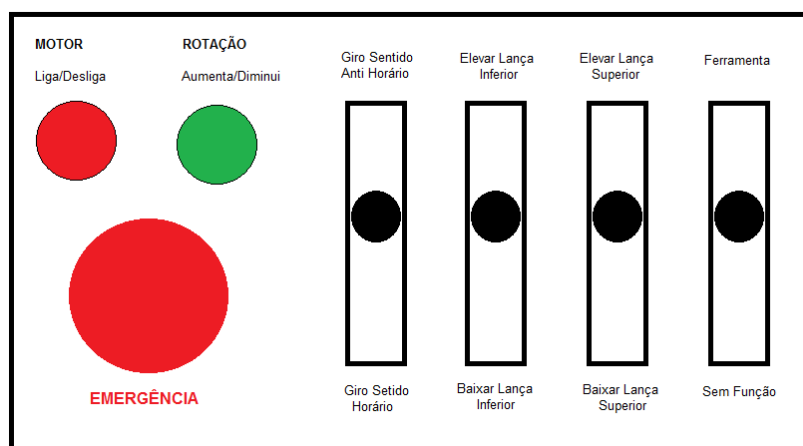 MOTOR
ROTAÇÃO
Liga/Desliga
Aumenta/Diminui
EMERGÊNCIA
Giro Sentido
Anti Horário
Elevar Lança
Inferior
Elevar Lança
Superior
Ferramenta
Giro Setido
Horário
Baixar Lança
Inferior
Baixar Lança
Superior
Sem Função